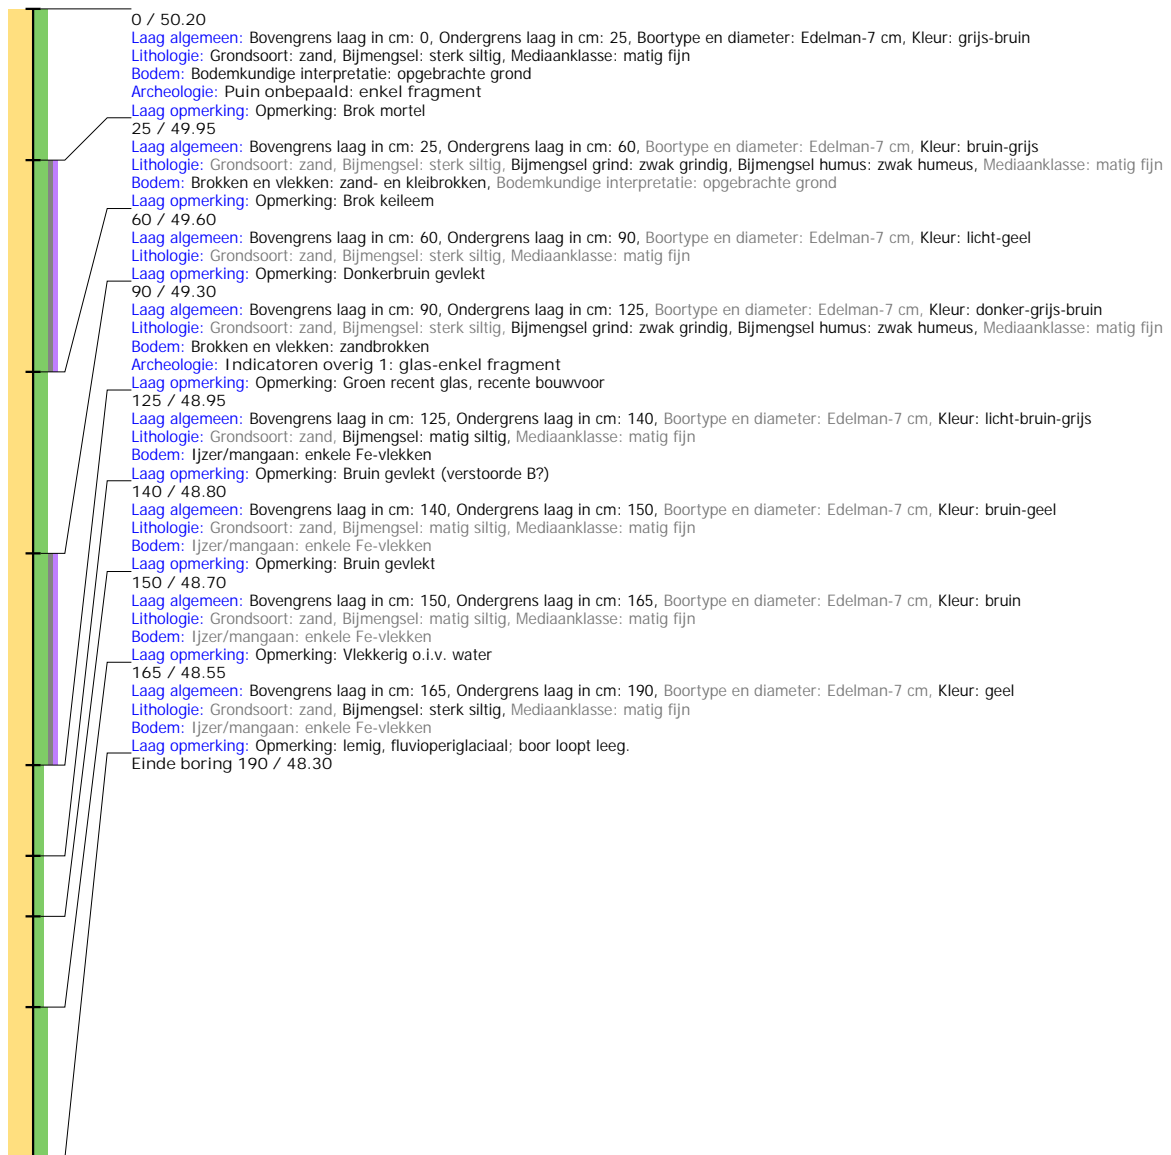 0 / 50.20
Laag algemeen: Bovengrens laag in cm: 0, Ondergrens laag in cm: 25, Boortype en diameter: Edelman-7 cm, Kleur: grijs-bruin
Lithologie: Grondsoort: zand, Bijmengsel: sterk siltig, Mediaanklasse: matig fijn
Bodem: Bodemkundige interpretatie: opgebrachte grond
Archeologie: Puin onbepaald: enkel fragment
Laag opmerking: Opmerking: Brok mortel
25 / 49.95
Laag algemeen: Bovengrens laag in cm: 25, Ondergrens laag in cm: 60, Boortype en diameter: Edelman-7 cm, Kleur: bruin-grijs
Lithologie: Grondsoort: zand, Bijmengsel: sterk siltig, Bijmengsel grind: zwak grindig, Bijmengsel humus: zwak humeus, Mediaanklasse: matig fijn
Bodem: Brokken en vlekken: zand- en kleibrokken, Bodemkundige interpretatie: opgebrachte grond
Laag opmerking: Opmerking: Brok keileem
60 / 49.60
Laag algemeen: Bovengrens laag in cm: 60, Ondergrens laag in cm: 90, Boortype en diameter: Edelman-7 cm, Kleur: licht-geel
Lithologie: Grondsoort: zand, Bijmengsel: sterk siltig, Mediaanklasse: matig fijn
Laag opmerking: Opmerking: Donkerbruin gevlekt
90 / 49.30
Laag algemeen: Bovengrens laag in cm: 90, Ondergrens laag in cm: 125, Boortype en diameter: Edelman-7 cm, Kleur: donker-grijs-bruin
Lithologie: Grondsoort: zand, Bijmengsel: sterk siltig, Bijmengsel grind: zwak grindig, Bijmengsel humus: zwak humeus, Mediaanklasse: matig fijn
Bodem: Brokken en vlekken: zandbrokken
Archeologie: Indicatoren overig 1: glas-enkel fragment
Laag opmerking: Opmerking: Groen recent glas, recente bouwvoor
125 / 48.95
Laag algemeen: Bovengrens laag in cm: 125, Ondergrens laag in cm: 140, Boortype en diameter: Edelman-7 cm, Kleur: licht-bruin-grijs
Lithologie: Grondsoort: zand, Bijmengsel: matig siltig, Mediaanklasse: matig fijn
Bodem: Ijzer/mangaan: enkele Fe-vlekken
Laag opmerking: Opmerking: Bruin gevlekt (verstoorde B?)
140 / 48.80
Laag algemeen: Bovengrens laag in cm: 140, Ondergrens laag in cm: 150, Boortype en diameter: Edelman-7 cm, Kleur: bruin-geel
Lithologie: Grondsoort: zand, Bijmengsel: matig siltig, Mediaanklasse: matig fijn
Bodem: Ijzer/mangaan: enkele Fe-vlekken
Laag opmerking: Opmerking: Bruin gevlekt
150 / 48.70
Laag algemeen: Bovengrens laag in cm: 150, Ondergrens laag in cm: 165, Boortype en diameter: Edelman-7 cm, Kleur: bruin
Lithologie: Grondsoort: zand, Bijmengsel: matig siltig, Mediaanklasse: matig fijn
Bodem: Ijzer/mangaan: enkele Fe-vlekken
Laag opmerking: Opmerking: Vlekkerig o.i.v. water
165 / 48.55
Laag algemeen: Bovengrens laag in cm: 165, Ondergrens laag in cm: 190, Boortype en diameter: Edelman-7 cm, Kleur: geel
Lithologie: Grondsoort: zand, Bijmengsel: sterk siltig, Mediaanklasse: matig fijn
Bodem: Ijzer/mangaan: enkele Fe-vlekken
Laag opmerking: Opmerking: lemig, fluvioperiglaciaal; boor loopt leeg.
Einde boring 190 / 48.30